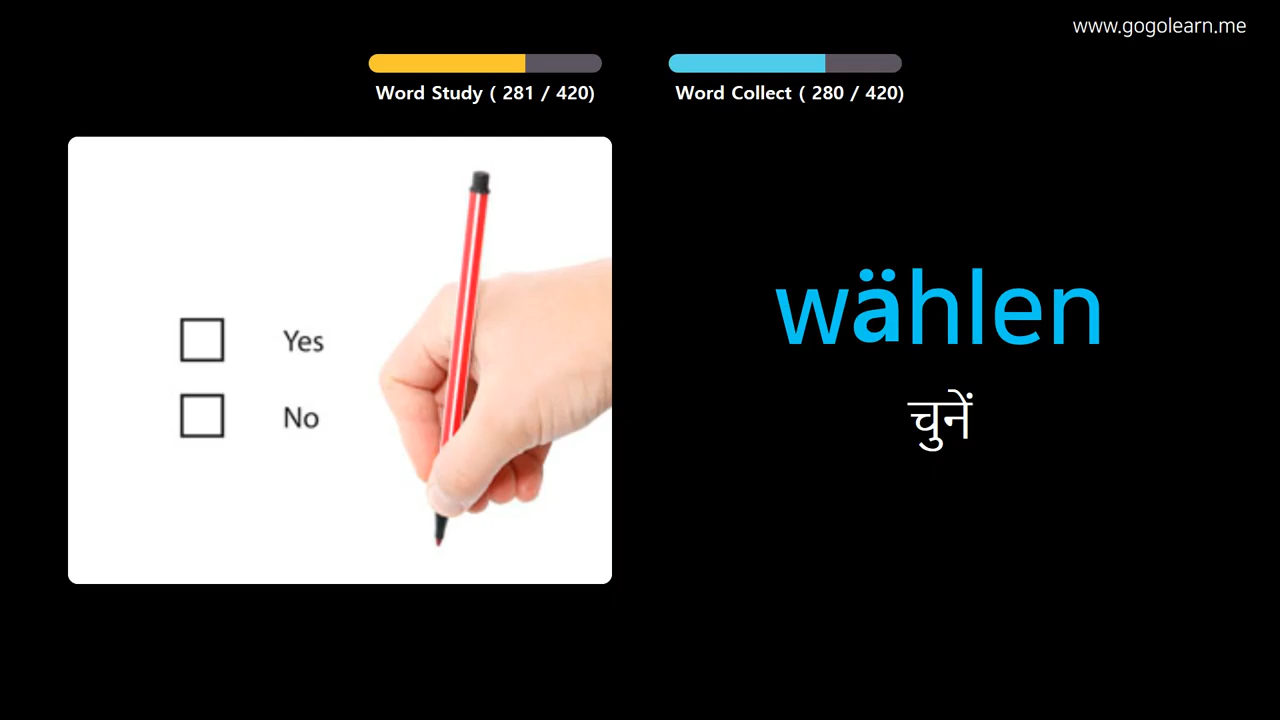 www.gogolearn.me
Word Study ( 281 / 420)
Word Collect ( 280 / 420)
Yes
No
wählen
चुनें